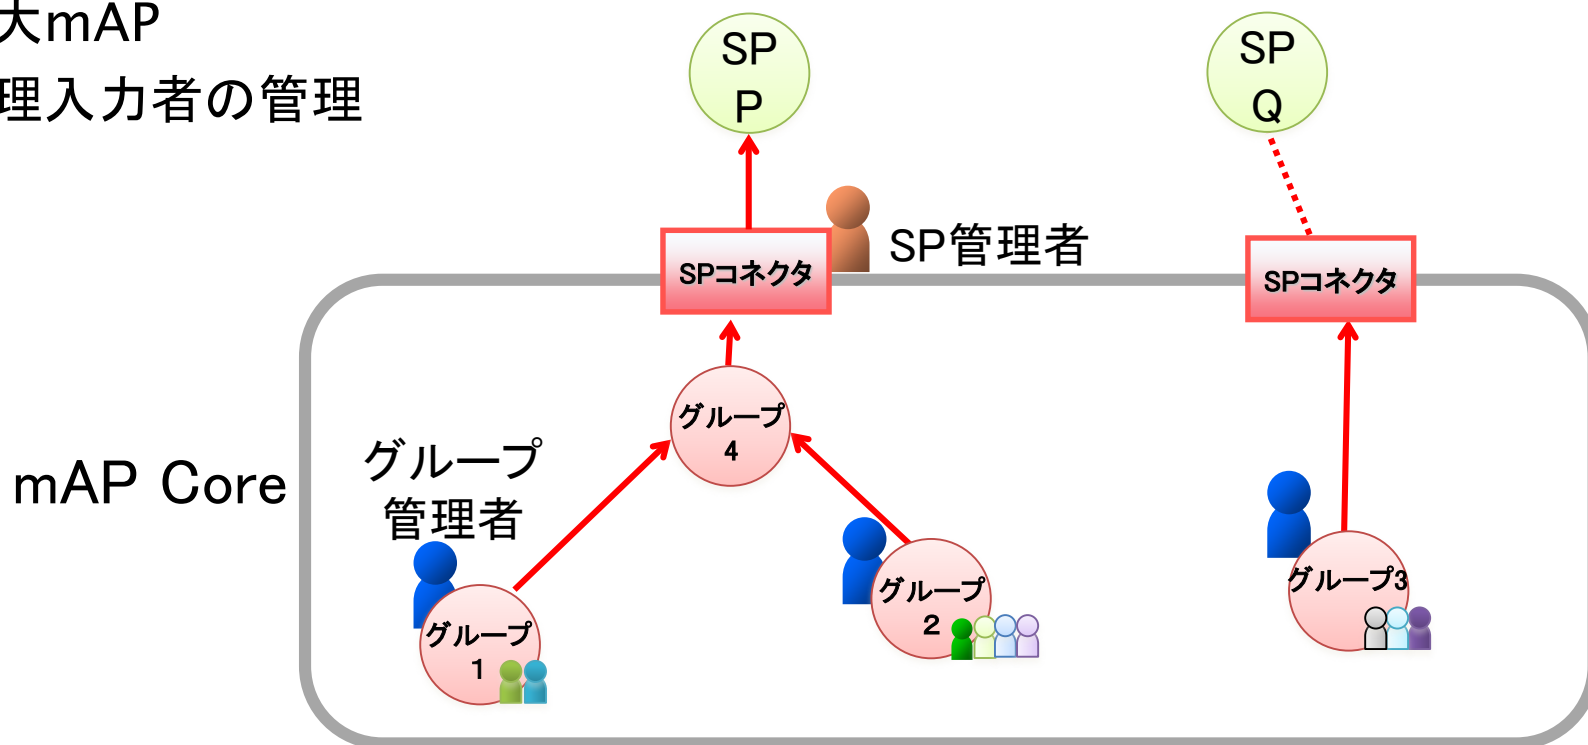 大mAP
理入力者の管理
SP
P
SP
Q
SP管理者
SPコネクタ
SPコネクタ
グループ
4
グループ
管理者
mAP Core
グループ
1
グループ
2
グループ3